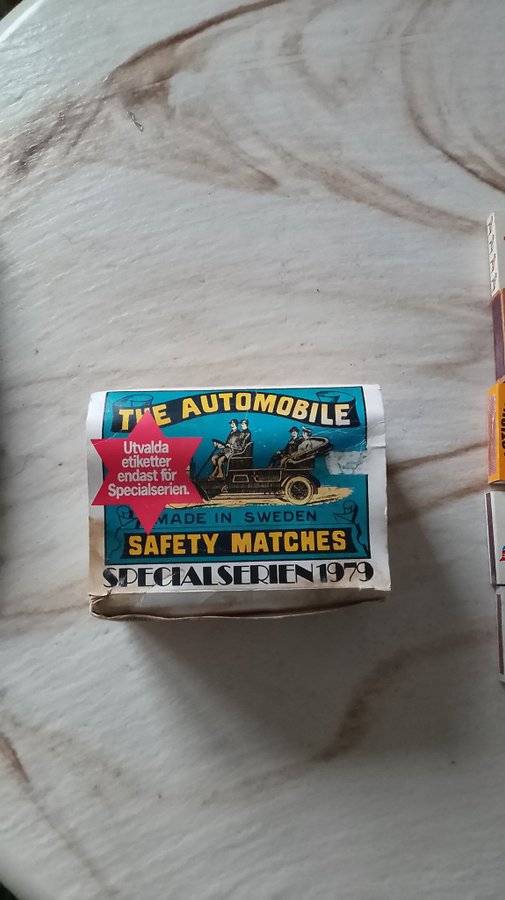 THE AUTOMOBILE
Utvalda
etiketter
endast för
Specialserien.
MADE IN SWEDEN
SAFETY MATCHES
SPECIALSERIEN 1979